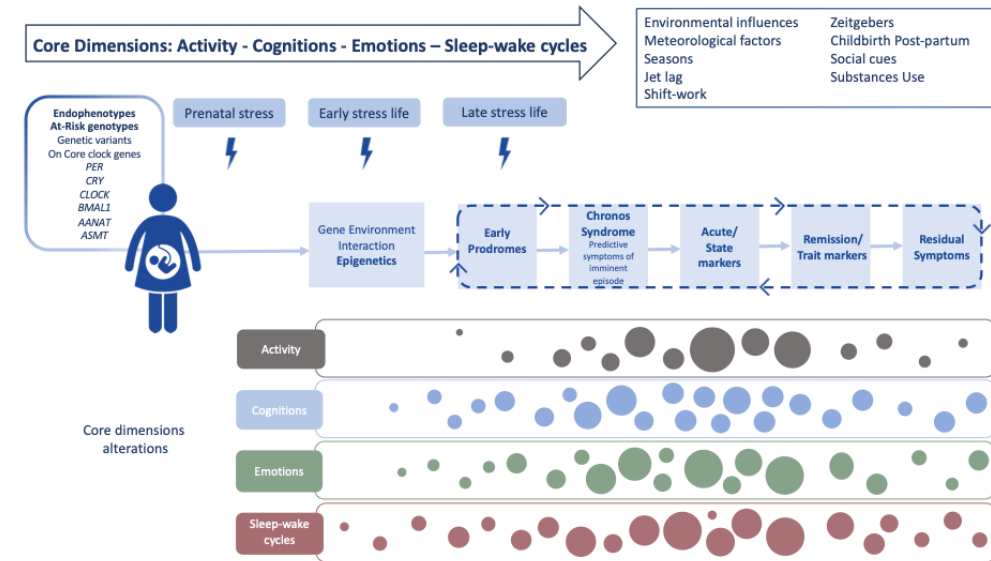 Core Dimensions: Activity - Cognitions - Emotions – Sleep-wake cycles
Environmental influences
Meteorological factors
Seasons
Jet lag
Shift-work
Zeitgebers
Childbirth Post-partum
Social cues
Substances Use
Endophenotypes
At-Risk genotypes
Genetic variants
On Core clock genes
PER
CRY
CLOCK
BMAL1
AANAT
ASMT
Prenatal stress
Early stress life
Late stress life
Gene Environment
Interaction
Epigenetics
Early
Prodromes
Chronos
Syndrome
Predictive
symptoms of
imminent
episode
Acute/
State
markers
Remission/
Trait markers
Residual
Symptoms
Core dimensions
alterations
Activity
Cognitions
Emotions
Sleep-wake
cycles